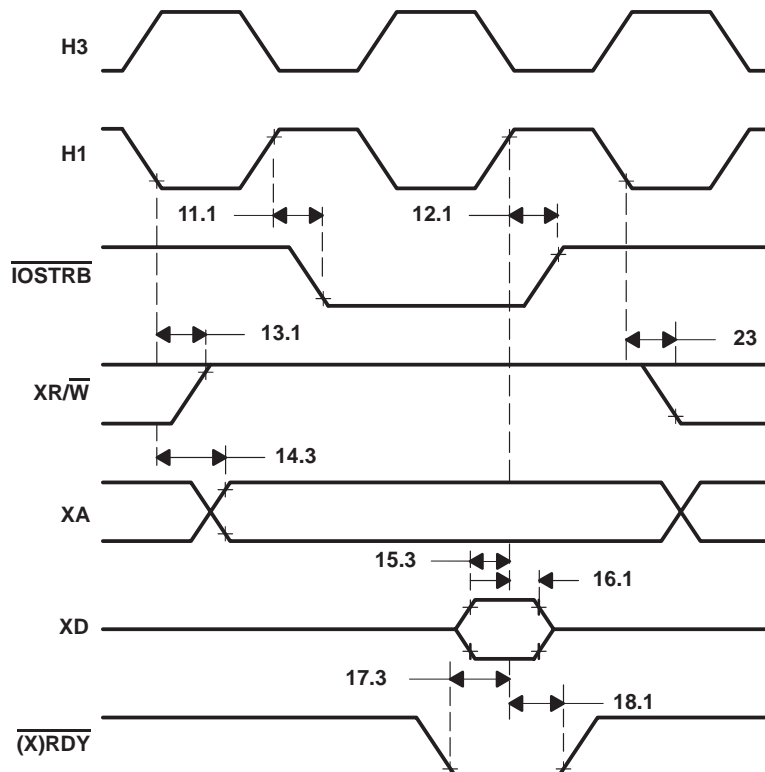 H3
H1
11.1
12.1
IOSTRB
13.1
23
XR/W
14.3
XA
15.3
16.1
XD
17.3
18.1
(X)RDY